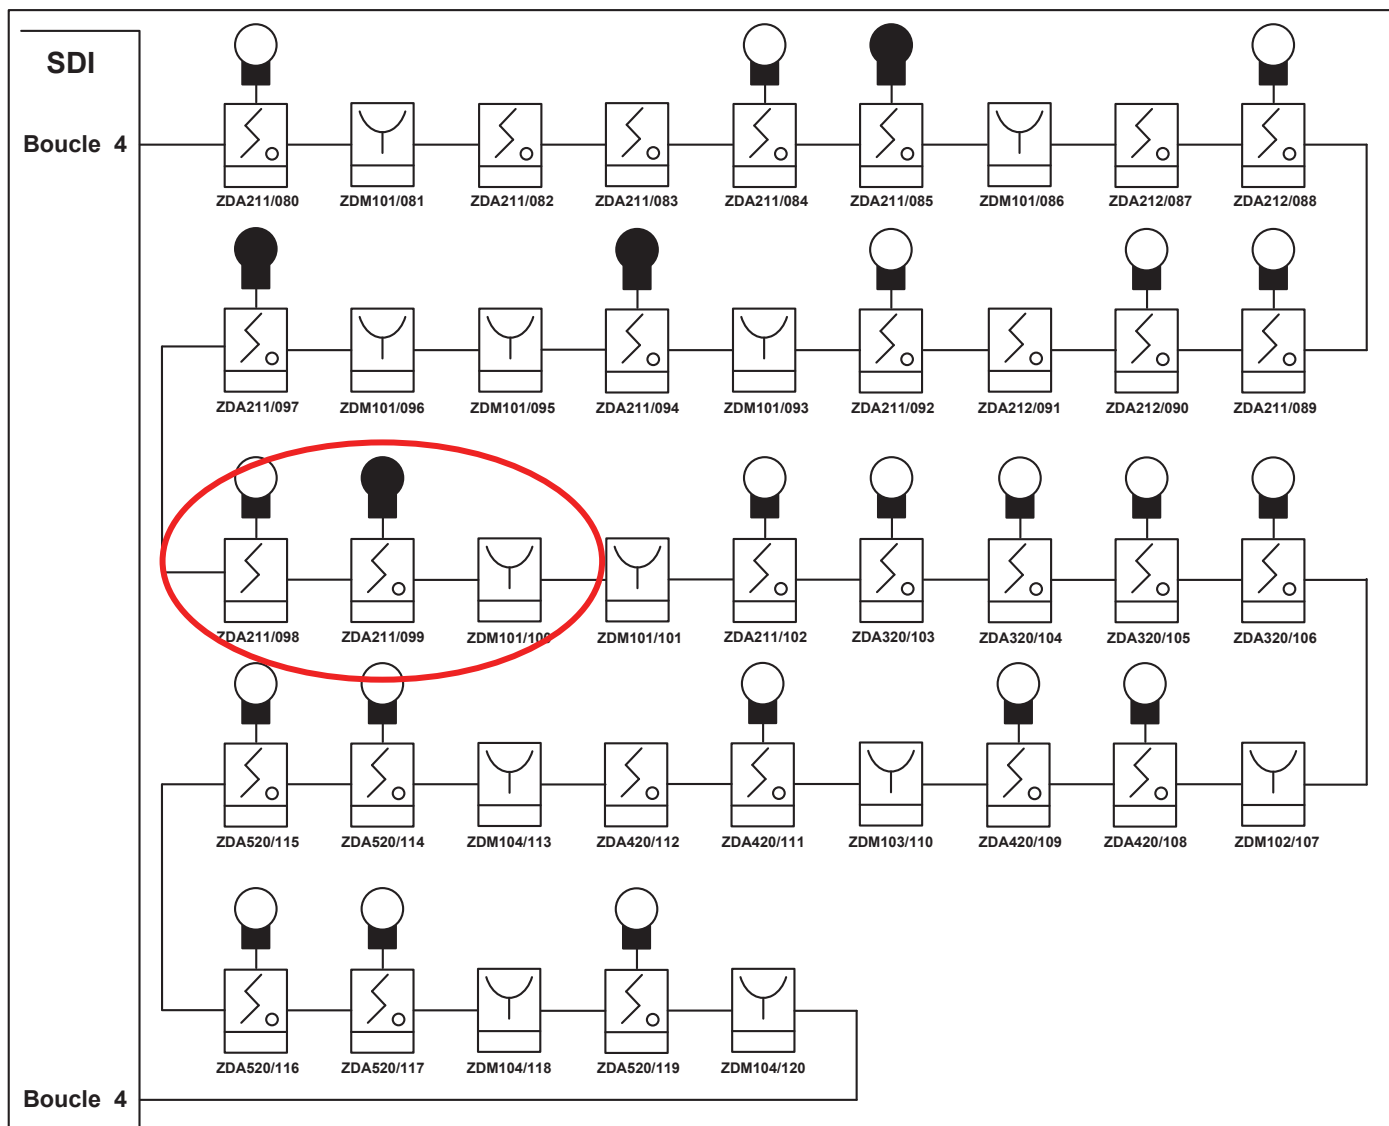 SDI
Boucle 4
ZDA211/080 ZDM101/081 ZDA211/082 ZDA211/083 ZDA211/084 ZDA211/085 ZDM101/086 ZDA212/087 ZDA212/088
ZDA211/097 ZDM101/096 ZDM101/095 ZDA211/094 ZDM101/093 ZDA211/092 ZDA212/091 ZDA212/090 ZDA211/089
ZDA211/098 ZDA211/099 ZDM101/100 ZDM101/101 ZDA211/102 ZDA320/103 ZDA320/104 ZDA320/105 ZDA320/106
ZDA520/115 ZDA520/114 ZDM104/113 ZDA420/112 ZDA420/111 ZDM103/110 ZDA420/109 ZDA420/108 ZDM102/107
ZDA520/116 ZDA520/117 ZDM104/118 ZDA520/119 ZDM104/120
Boucle 4